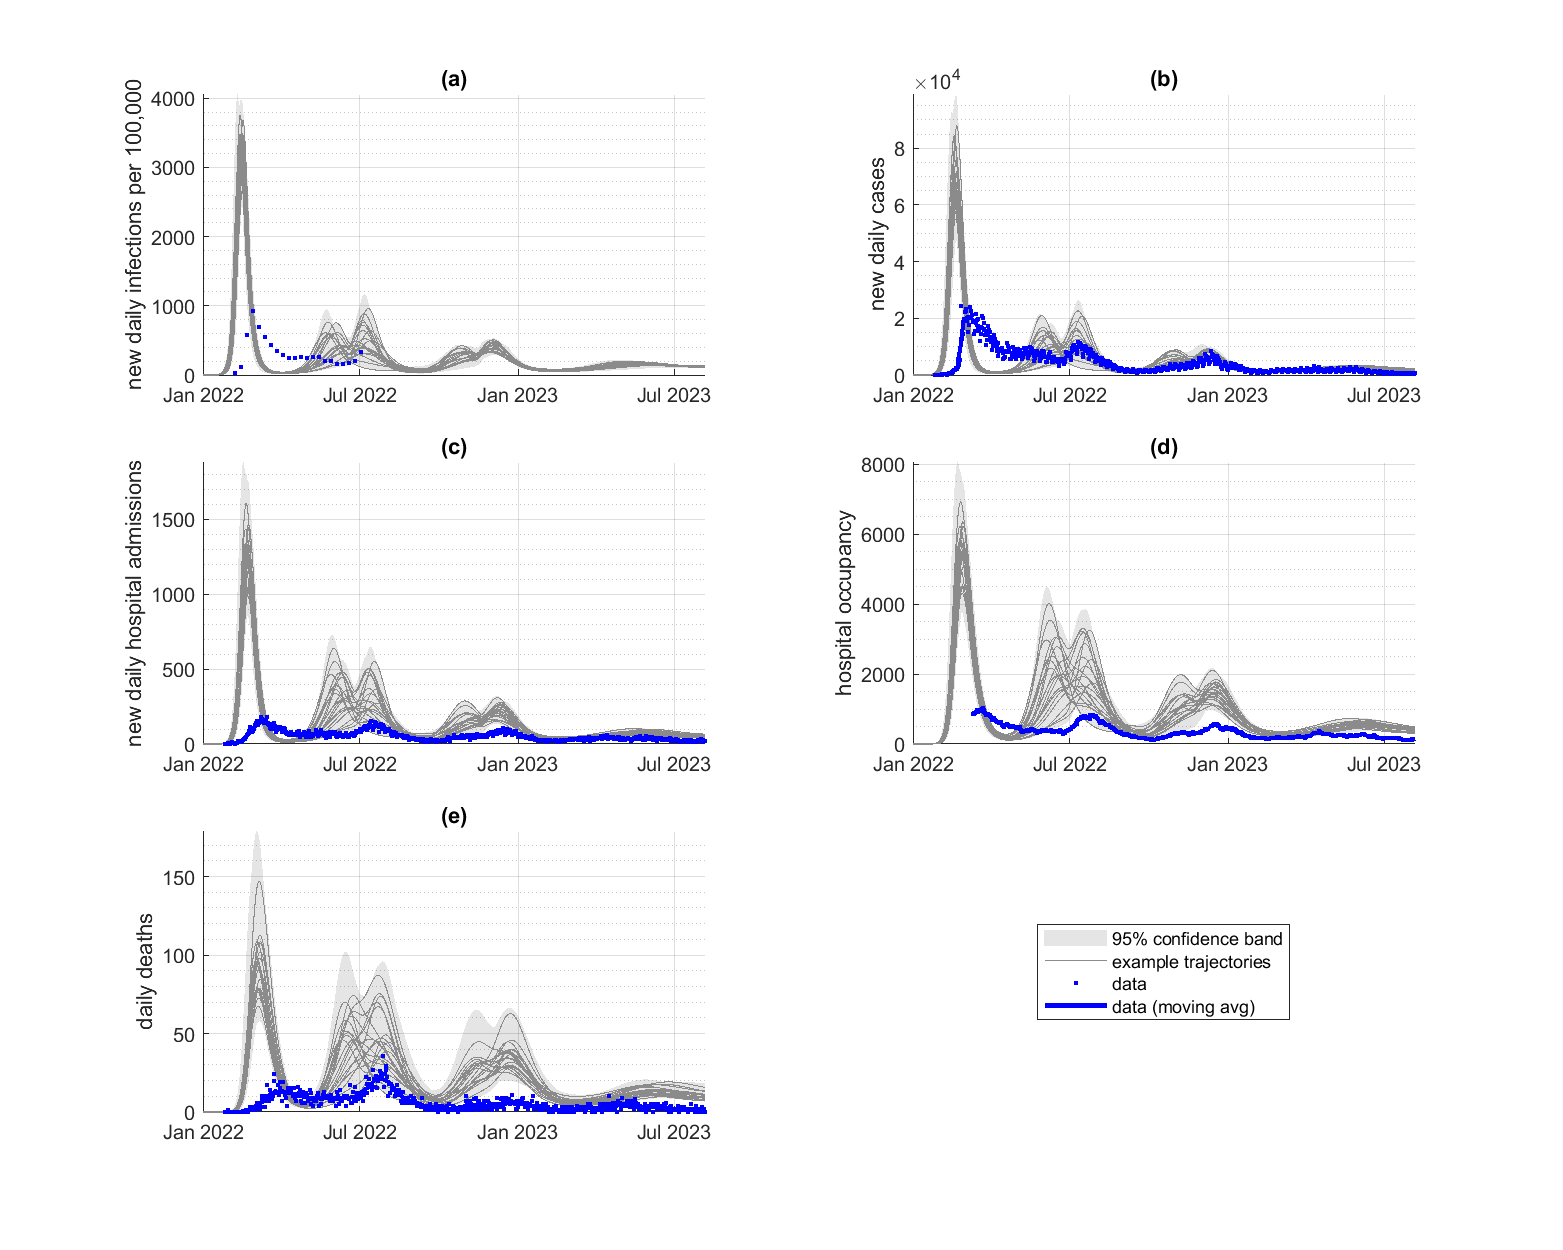 (a)
new daily infections per 100,000
4000
3000
2000
1000
0
Jan 2022 Jul 2022 Jan 2023 Jul 2023
(b)
×10^4
new daily cases
8
6
4
2
0
Jan 2022 Jul 2022 Jan 2023 Jul 2023
(c)
new daily hospital admissions
1500
1000
500
0
Jan 2022 Jul 2022 Jan 2023 Jul 2023
(d)
hospital occupancy
8000
6000
4000
2000
0
Jan 2022 Jul 2022 Jan 2023 Jul 2023
(e)
daily deaths
150
100
50
0
Jan 2022 Jul 2022 Jan 2023 Jul 2023
95% confidence band
example trajectories
data
data (moving avg)